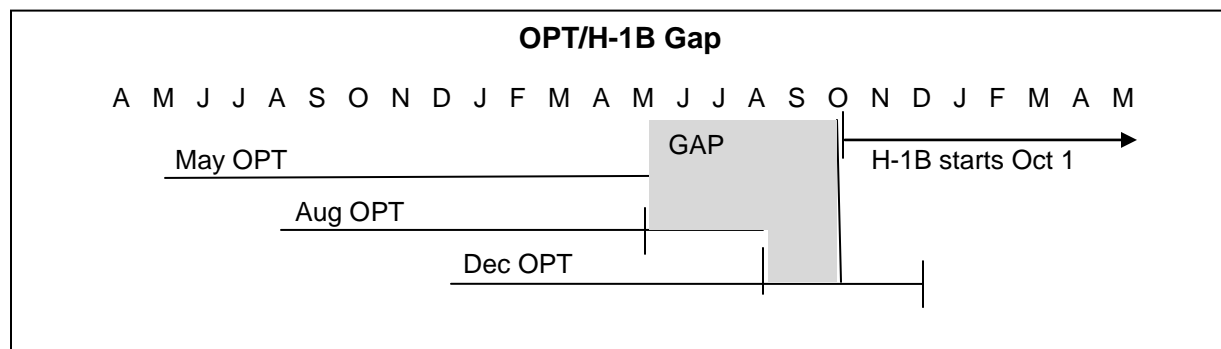 OPT/H-1B Gap
A M J J A S O N D J F M A M J J A S O N D J F M A M
GAP
May OPT
H-1B starts Oct 1
Aug OPT
Dec OPT